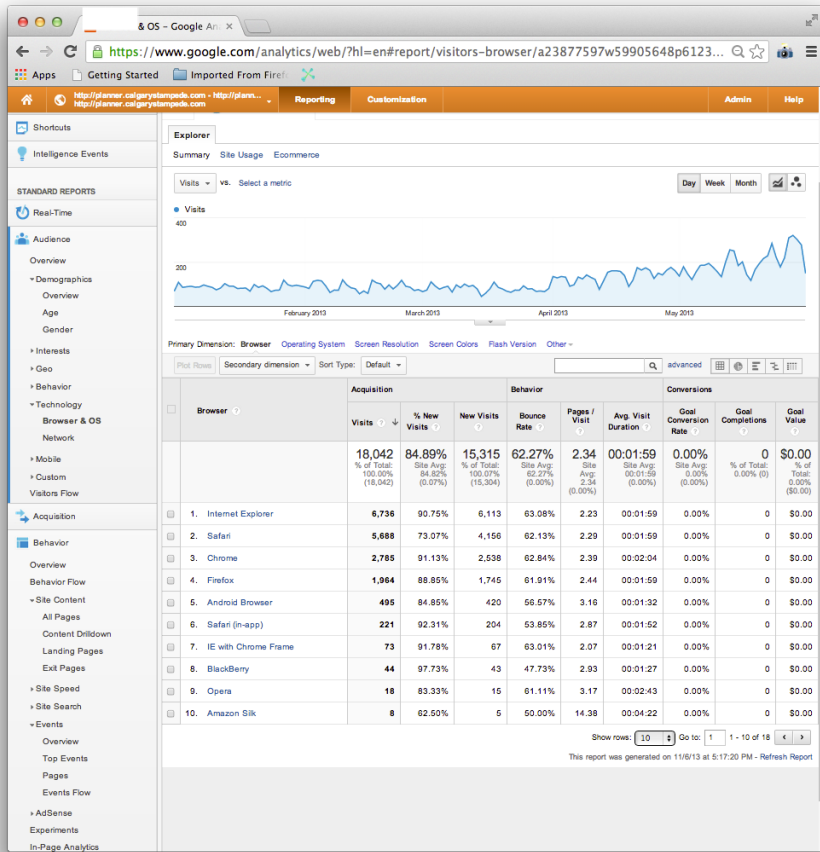 & OS – Google An
https://www.google.com/analytics/web/?hl=en#report/visitors-browser/a23877597w59905648p6123...
Apps Getting Started Imported From Firef
http://planner.calgarystampede.com - http://plann...
http://planner.calgarystampede.com
Reporting Customization Admin Help
Shortcuts
Intelligence Events
STANDARD REPORTS
Real-Time
Audience
Overview
Demographics
Overview
Age
Gender
Interests
Geo
Behavior
Technology
Browser & OS
Network
Mobile
Custom
Visitors Flow
Acquisition
Behavior
Overview
Behavior Flow
Site Content
All Pages
Content Drilldown
Landing Pages
Exit Pages
Site Speed
Site Search
Events
Overview
Top Events
Pages
Events Flow
AdSense
Experiments
In-Page Analytics
Explorer
Summary Site Usage Ecommerce
Visits vs. Select a metric Day Week Month
Visits
400
200
February 2013 March 2013 April 2013 May 2013
Primary Dimension: Browser Operating System Screen Resolution Screen Colors Flash Version Other
Plot Rows Secondary dimension Sort Type: Default advanced
Acquisition Behavior Conversions
Browser ? Visits ? % New Visits ? New Visits ? Bounce Rate ? Pages / Visit ? Avg. Visit Duration ? Goal Conversion Rate ? Goal Completions ? Goal Value ?
18,042 84.89% 15,315 62.27% 2.34 00:01:59 0.00% 0 $0.00
% of Total: 100.00% (18,042) Site Avg: 84.82% (0.07%) % of Total: 100.07% (15,304) Site Avg: 62.27% (0.00%) Site Avg: 2.34 (0.00%) Site Avg: 00:01:59 (0.00%) Site Avg: 0.00% (0.00%) % of Total: 0.00% (0) % of Total: 0.00% ($0.00)
1. Internet Explorer 6,736 90.75% 6,113 63.08% 2.23 00:01:59 0.00% 0 $0.00
2. Safari 5,688 73.07% 4,156 62.13% 2.29 00:01:59 0.00% 0 $0.00
3. Chrome 2,785 91.13% 2,538 62.84% 2.39 00:02:04 0.00% 0 $0.00
4. Firefox 1,964 88.85% 1,745 61.91% 2.44 00:01:59 0.00% 0 $0.00
5. Android Browser 495 84.85% 420 56.57% 3.16 00:01:32 0.00% 0 $0.00
6. Safari (in-app) 221 92.31% 204 53.85% 2.87 00:01:52 0.00% 0 $0.00
7. IE with Chrome Frame 73 91.78% 67 63.01% 2.07 00:01:21 0.00% 0 $0.00
8. BlackBerry 44 97.73% 43 47.73% 2.93 00:01:27 0.00% 0 $0.00
9. Opera 18 83.33% 15 61.11% 3.17 00:02:43 0.00% 0 $0.00
10. Amazon Silk 8 62.50% 5 50.00% 14.38 00:04:22 0.00% 0 $0.00
Show rows: 10 Go to: 1 1 - 10 of 18
This report was generated on 11/6/13 at 5:17:20 PM - Refresh Report